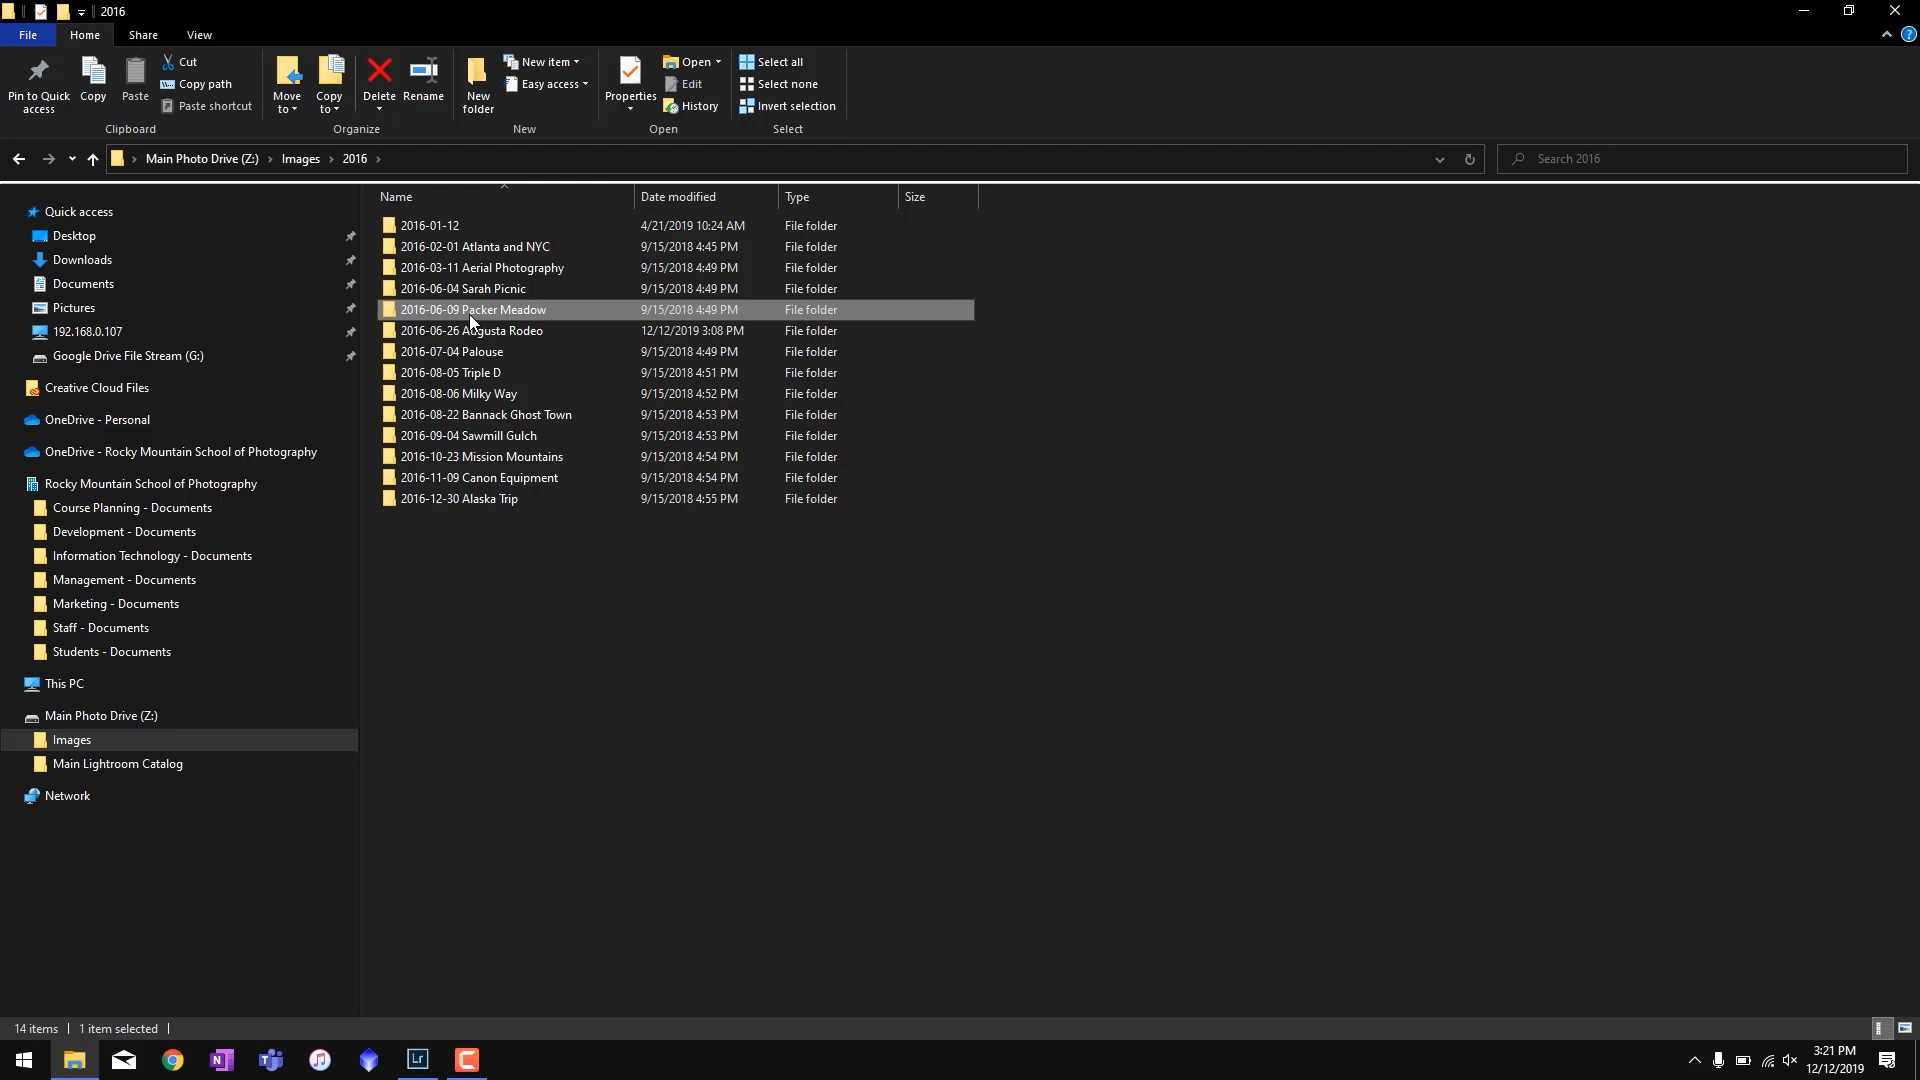 2016
File Home Share View
Pin to Quick access
Copy
Paste
Cut
Copy path
Paste shortcut
Clipboard
Move to
Copy to
Delete
Rename
Organize
New folder
New item
Easy access
New
Properties
Open
Edit
History
Open
Select all
Select none
Invert selection
Select
Main Photo Drive (Z:) Images 2016
Search 2016
Name Date modified Type Size
2016-01-12 4/21/2019 10:24 AM File folder
2016-02-01 Atlanta and NYC 9/15/2018 4:45 PM File folder
2016-03-11 Aerial Photography 9/15/2018 4:49 PM File folder
2016-06-04 Sarah Picnic 9/15/2018 4:49 PM File folder
2016-06-09 Packer Meadow 9/15/2018 4:49 PM File folder
2016-06-26 Augusta Rodeo 12/12/2019 3:08 PM File folder
2016-07-04 Palouse 9/15/2018 4:49 PM File folder
2016-08-05 Triple D 9/15/2018 4:51 PM File folder
2016-08-06 Milky Way 9/15/2018 4:52 PM File folder
2016-08-22 Bannack Ghost Town 9/15/2018 4:53 PM File folder
2016-09-04 Sawmill Gulch 9/15/2018 4:53 PM File folder
2016-10-23 Mission Mountains 9/15/2018 4:54 PM File folder
2016-11-09 Canon Equipment 9/15/2018 4:54 PM File folder
2016-12-30 Alaska Trip 9/15/2018 4:55 PM File folder
Quick access
Desktop
Downloads
Documents
Pictures
192.168.0.107
Google Drive File Stream (G:)
Creative Cloud Files
OneDrive - Personal
OneDrive - Rocky Mountain School of Photography
Rocky Mountain School of Photography
Course Planning - Documents
Development - Documents
Information Technology - Documents
Management - Documents
Marketing - Documents
Staff - Documents
Students - Documents
This PC
Main Photo Drive (Z:)
Images
Main Lightroom Catalog
Network
14 items 1 item selected
N
Lr
C
3:21 PM
12/12/2019